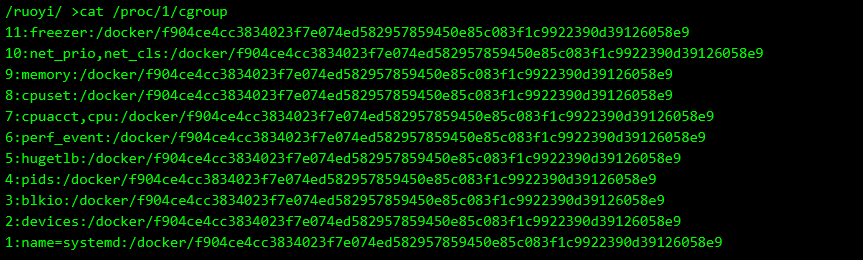 /ruoyi/ >cat /proc/1/cgroup
11:freezer:/docker/f904ce4cc3834023f7e074ed582957859450e85c083f1c9922390d39126058e9
10:net_prio,net_cls:/docker/f904ce4cc3834023f7e074ed582957859450e85c083f1c9922390d39126058e9
9:memory:/docker/f904ce4cc3834023f7e074ed582957859450e85c083f1c9922390d39126058e9
8:cpuset:/docker/f904ce4cc3834023f7e074ed582957859450e85c083f1c9922390d39126058e9
7:cpuacct,cpu:/docker/f904ce4cc3834023f7e074ed582957859450e85c083f1c9922390d39126058e9
6:perf_event:/docker/f904ce4cc3834023f7e074ed582957859450e85c083f1c9922390d39126058e9
5:hugetlb:/docker/f904ce4cc3834023f7e074ed582957859450e85c083f1c9922390d39126058e9
4:pids:/docker/f904ce4cc3834023f7e074ed582957859450e85c083f1c9922390d39126058e9
3:blkio:/docker/f904ce4cc3834023f7e074ed582957859450e85c083f1c9922390d39126058e9
2:devices:/docker/f904ce4cc3834023f7e074ed582957859450e85c083f1c9922390d39126058e9
1:name=systemd:/docker/f904ce4cc3834023f7e074ed582957859450e85c083f1c9922390d39126058e9